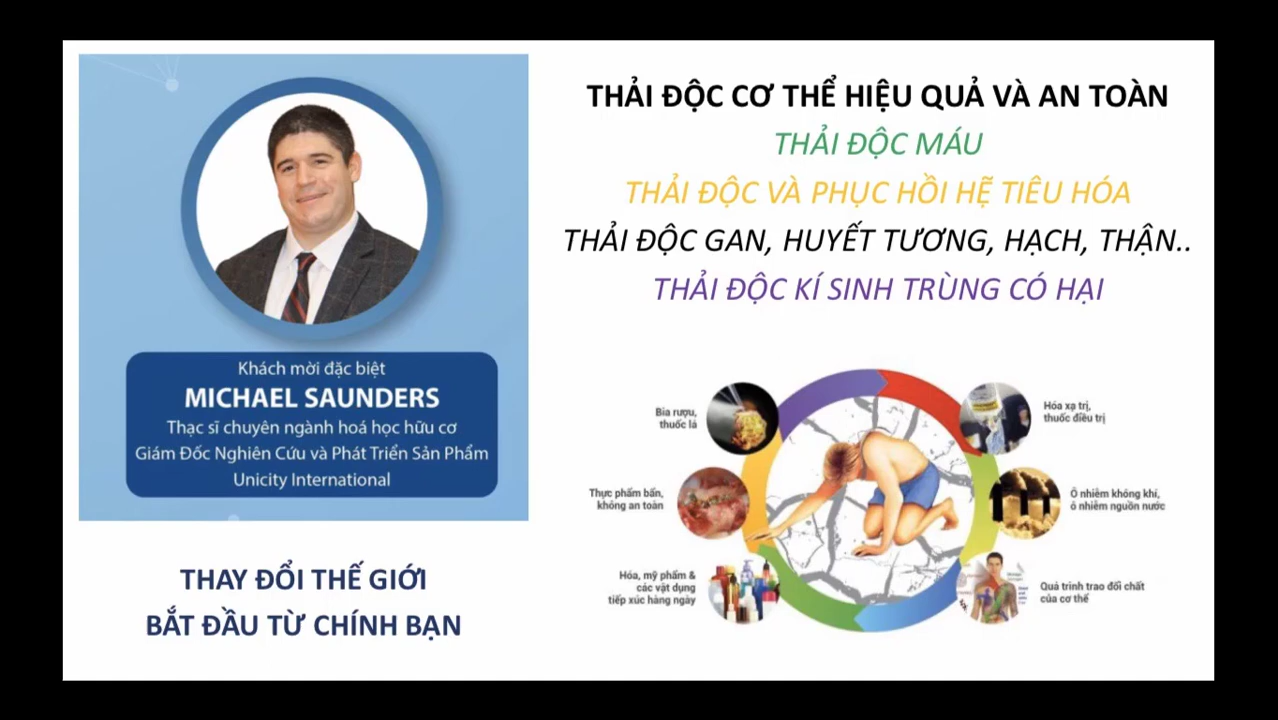 Khách mời đặc biệt
MICHAEL SAUNDERS
Thạc sĩ chuyên ngành hoá học hữu cơ
Giám Đốc Nghiên Cứu và Phát Triển Sản Phẩm
Unicity International
THAY ĐỔI THẾ GIỚI
BẮT ĐẦU TỪ CHÍNH BẠN
THẢI ĐỘC CƠ THỂ HIỆU QUẢ VÀ AN TOÀN
THẢI ĐỘC MÁU
THẢI ĐỘC VÀ PHỤC HỒI HẸ̃ TIÊU HÓA
THẢI ĐỘC GAN, HUYẾT TƯƠNG, HẠCH, THẬN..
THẢI ĐỘC KÍ SINH TRÙNG CÓ HẠI
Bia rượu,
thuốc lá
Hóa xạ trị,
thuốc điều trị
Thực phẩm bẩn,
không an toàn
Ô nhiễm không khí,
ô nhiễm nguồn nước
Hóa, mỹ phẩm &
các vật dụng
tiếp xúc hàng ngày
Quá trình trao đổi chất
của cơ thể